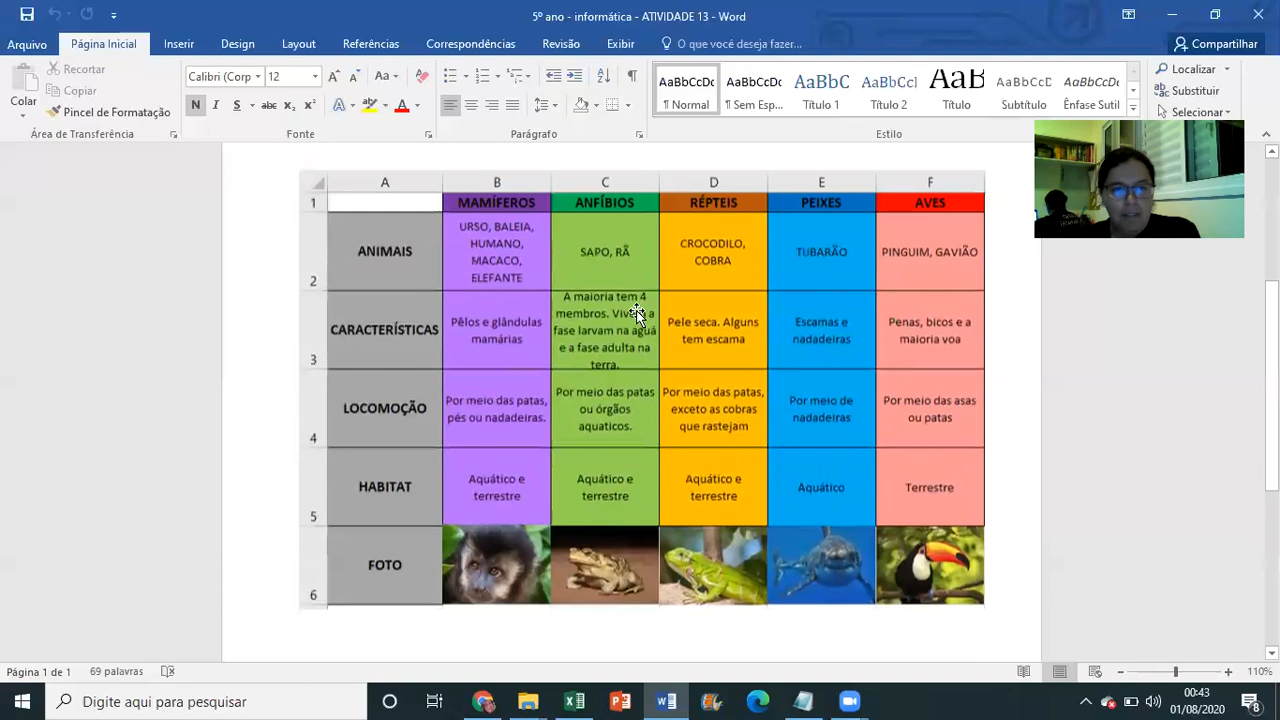 5º ano - informática - ATIVIDADE 13 - Word
Arquivo Página Inicial Inserir Design Layout Referências Correspondências Revisão Exibir O que você deseja fazer... Compartilhar
Colar
Recortar
Copiar
Pincel de Formatação
Área de Transferência
Calibri (Corp 12
Aa
N I S abc x₂ x²
Fonte
Parágrafo
AaBbCcDc AaBbCcDc AaBbC AaBbCcC AaB AaBbCcD AaBbCcDc
¶ Normal ¶ Sem Esp... Título 1 Título 2 Título Subtítulo Ênfase Sutil
Estilo
Localizar
Substituir
Selecionar
A B C D E F
1 MAMÍFEROS ANFÍBIOS RÉPTEIS PEIXES AVES
2
ANIMAIS
URSO, BALEIA,
HUMANO,
MACACO,
ELEFANTE
SAPO, RÃ
CROCODILO,
COBRA
TUBARÃO
PINGUIM, GAVIÃO
3
CARACTERÍSTICAS
Pêlos e glândulas
mamárias
A maioria tem 4
membros. a
fase larvam na água
e a fase adulta na
terra.
Pele seca. Alguns
tem escama
Escamas e
nadadeiras
Penas, bicos e a
maioria voa
4
LOCOMOÇÃO
Por meio das patas,
pés ou nadadeiras.
Por meio das patas
ou órgãos
aquaticos.
Por meio das patas,
exceto as cobras
que rastejam
Por meio de
nadadeiras
Por meio das asas
ou patas
5
HABITAT
Aquático e
terrestre
Aquático e
terrestre
Aquático e
terrestre
Aquático
Terrestre
6
FOTO
Página 1 de 1 69 palavras 110%
Digite aqui para pesquisar
00:43
01/08/2020
8